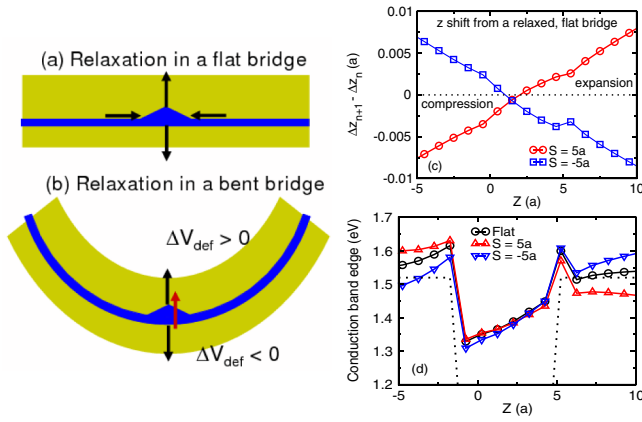 (a) Relaxation in a flat bridge
(b) Relaxation in a bent bridge
ΔV_def > 0
ΔV_def < 0
0.01
0.005
0
-0.005
-0.01
Δz_{n+1} - Δz_n (a)
z shift from a relaxed, flat bridge
expansion
compression
S = 5a
S = -5a
(c)
-5 0 5 10
Z (a)
1.7
1.6
1.5
1.4
1.3
1.2
Conduction band edge (eV)
Flat
S = 5a
S = -5a
(d)
-5 0 5 10
Z (a)